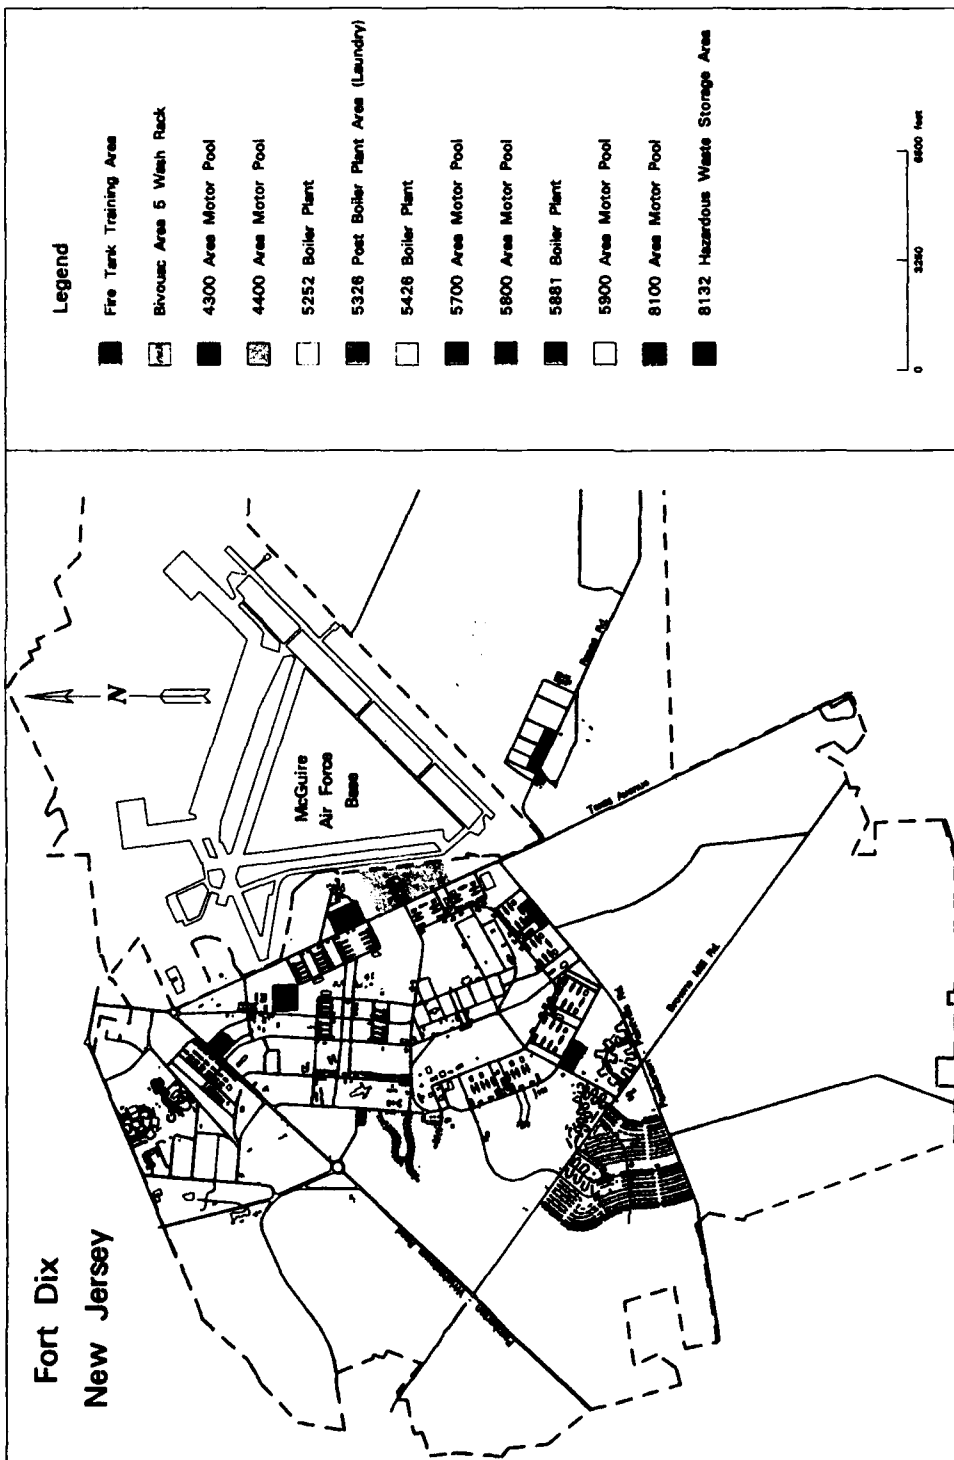 Fort Dix
New Jersey
N
McGuire
Air Force
Base
Texas Avenue
Browns Mill Rd.
Legend
Fire Tank Training Area
Bivouac Area 5 Wash Rack
4300 Area Motor Pool
4400 Area Motor Pool
5252 Boiler Plant
5326 Post Boiler Plant Area (Laundry)
5426 Boiler Plant
5700 Area Motor Pool
5800 Area Motor Pool
5881 Boiler Plant
5900 Area Motor Pool
8100 Area Motor Pool
8132 Hazardous Waste Storage Area
0 3250 6500 feet